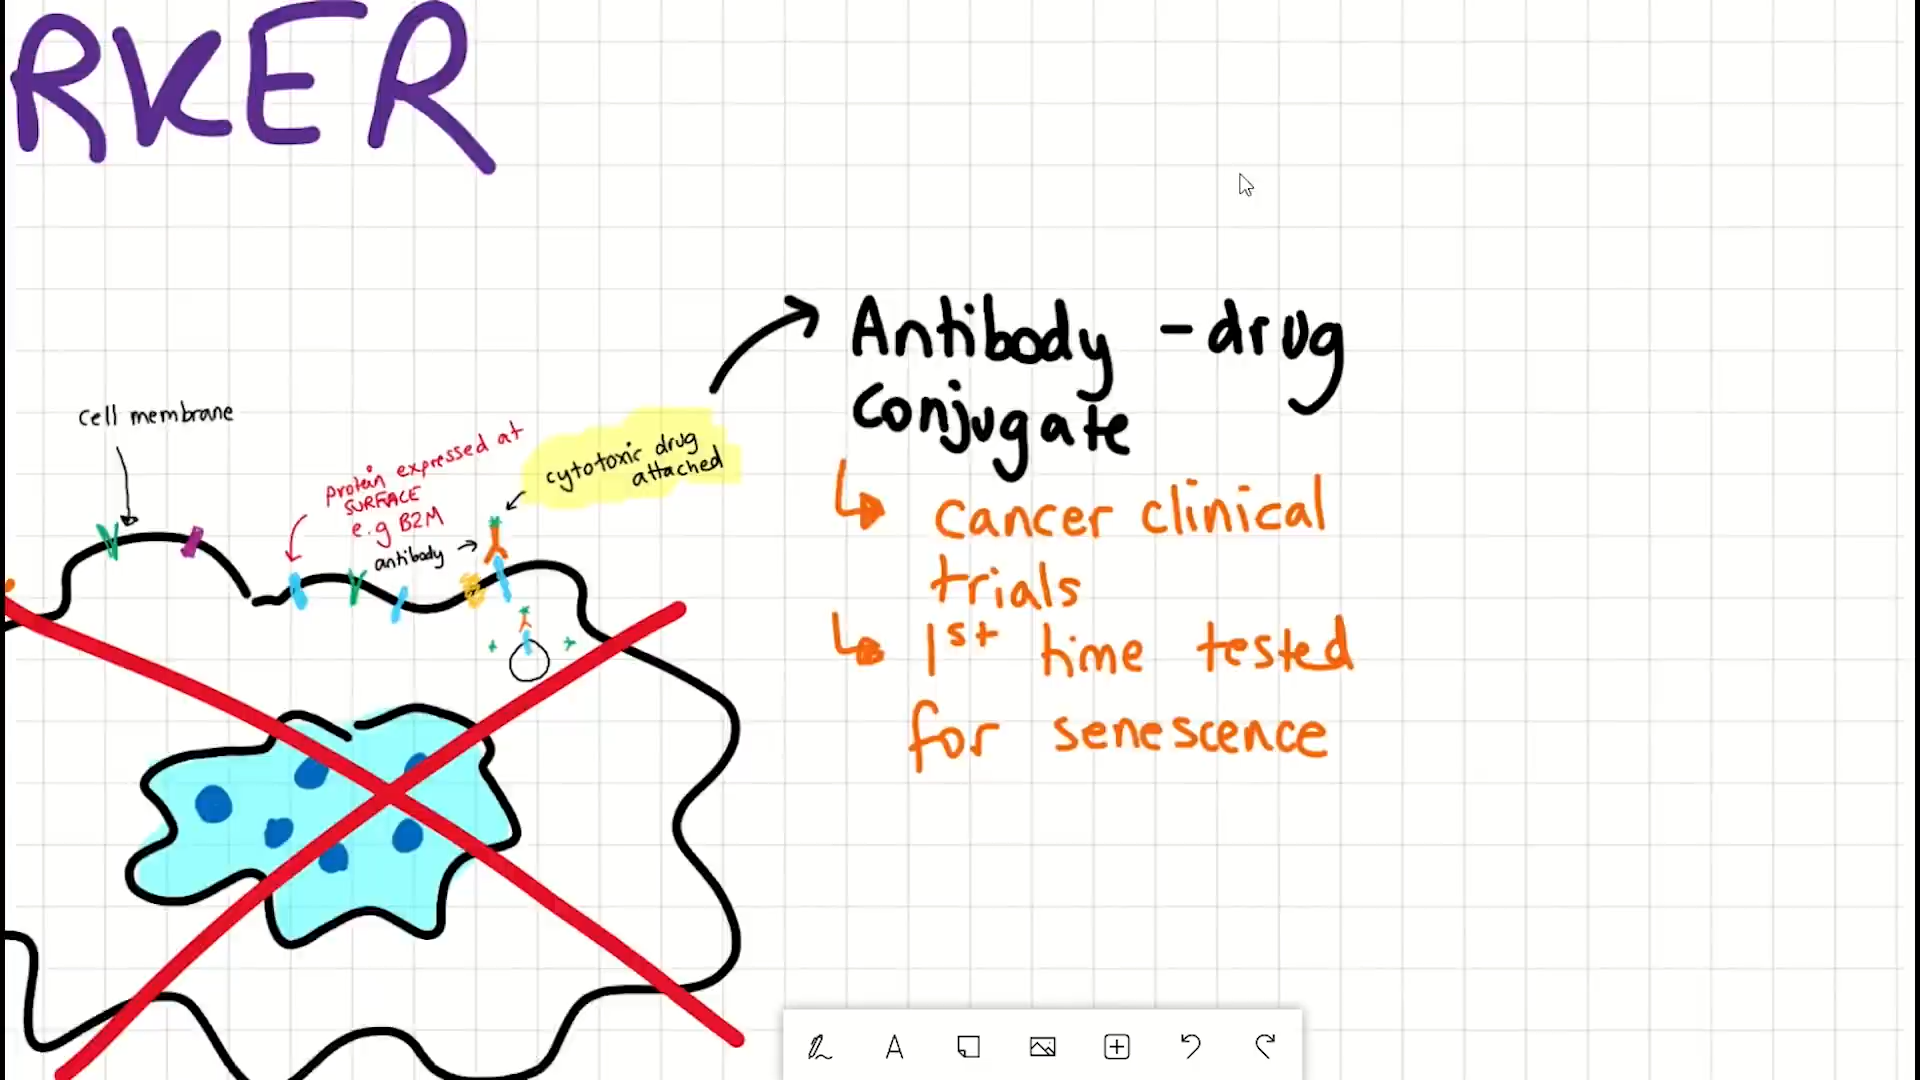 RKER
Antibody - drug
conjugate
cell membrane
protein expressed at
SURFACE
e.g B2M
cytotoxic drug
attached
antibody
cancer clinical
trials
1st time tested
for senescence
A